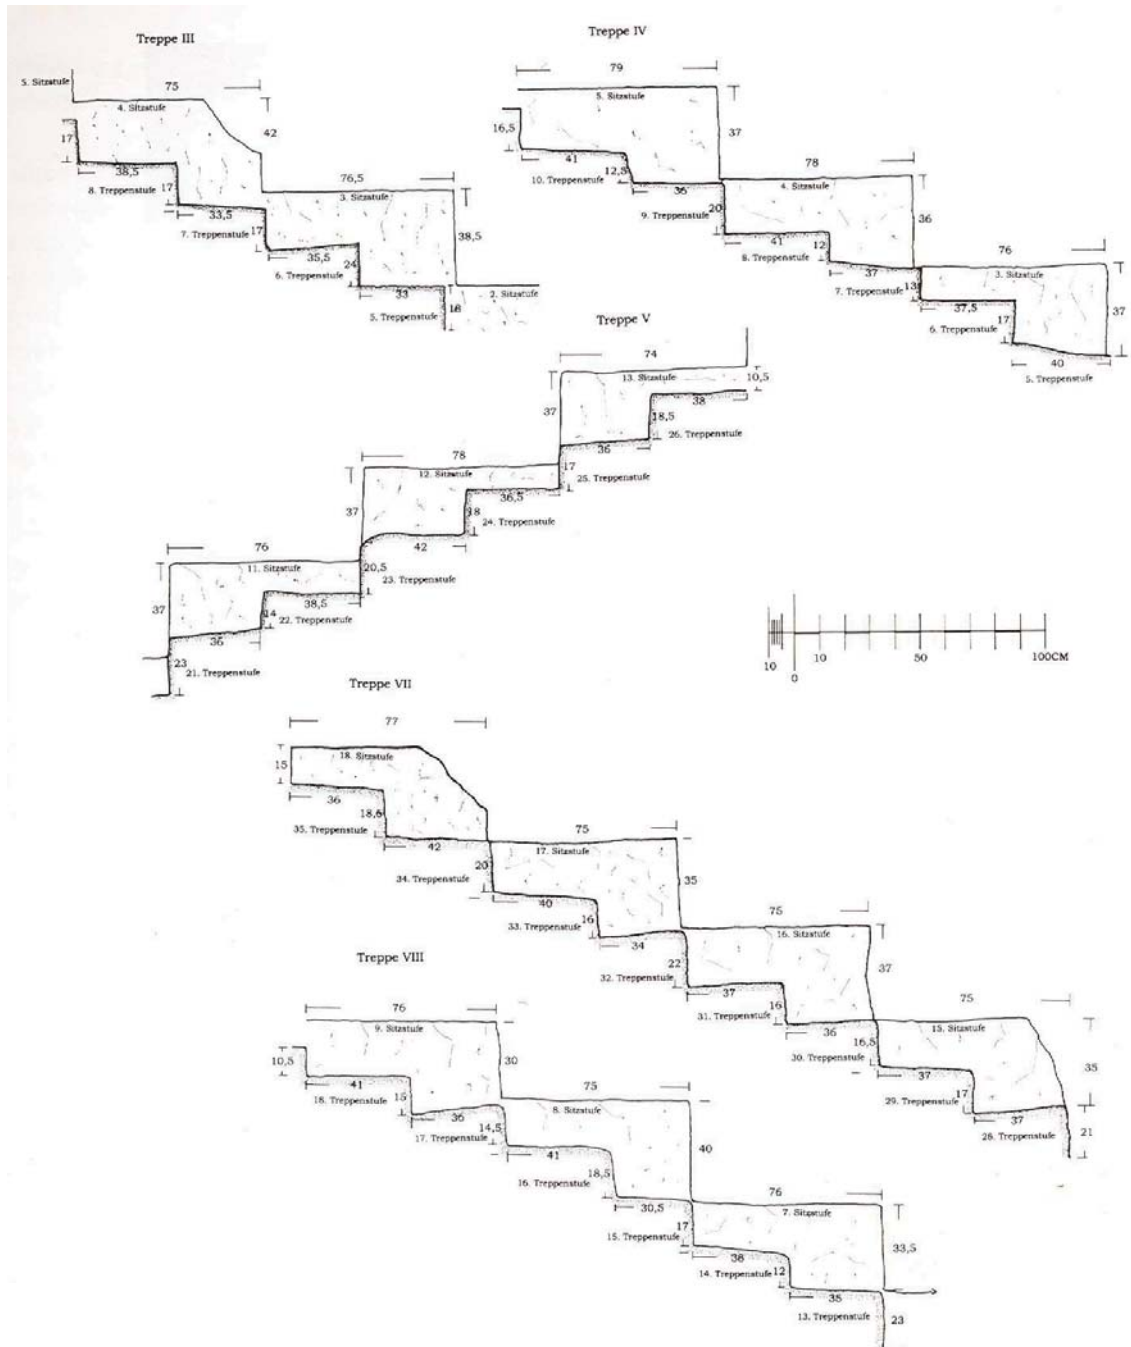 Treppe III
5. Sitzstufe
75
4. Sitzstufe
42
17
38,5
8. Treppenstufe
17
33,5
7. Treppenstufe
17
76,5
3. Sitzstufe
38,5
35,5
6. Treppenstufe
24
33
5. Treppenstufe
18
2. Sitzstufe
Treppe IV
79
5. Sitzstufe
37
16,5
41
10. Treppenstufe
12,5
36
9. Treppenstufe
20
78
4. Sitzstufe
36
41
8. Treppenstufe
12
37
7. Treppenstufe
13
76
3. Sitzstufe
37
37,5
6. Treppenstufe
17
40
5. Treppenstufe
Treppe V
74
13. Sitzstufe
10,5
37
38
18,5
26. Treppenstufe
36
17
25. Treppenstufe
78
12. Sitzstufe
37
36,5
18
24. Treppenstufe
42
20,5
23. Treppenstufe
76
11. Sitzstufe
37
38,5
14
22. Treppenstufe
36
23
21. Treppenstufe
10
0
10
50
100CM
Treppe VII
77
18. Sitzstufe
15
36
35. Treppenstufe
18,5
42
34. Treppenstufe
20
75
17. Sitzstufe
35
40
33. Treppenstufe
16
34
32. Treppenstufe
22
75
16. Sitzstufe
37
37
31. Treppenstufe
16
36
30. Treppenstufe
16,5
75
15. Sitzstufe
35
37
29. Treppenstufe
17
37
28. Treppenstufe
21
Treppe VIII
76
9. Sitzstufe
30
10,5
41
18. Treppenstufe
15
36
17. Treppenstufe
14,5
75
8. Sitzstufe
40
41
16. Treppenstufe
18,5
30,5
15. Treppenstufe
17
76
7. Sitzstufe
33,5
38
14. Treppenstufe
12
35
13. Treppenstufe
23